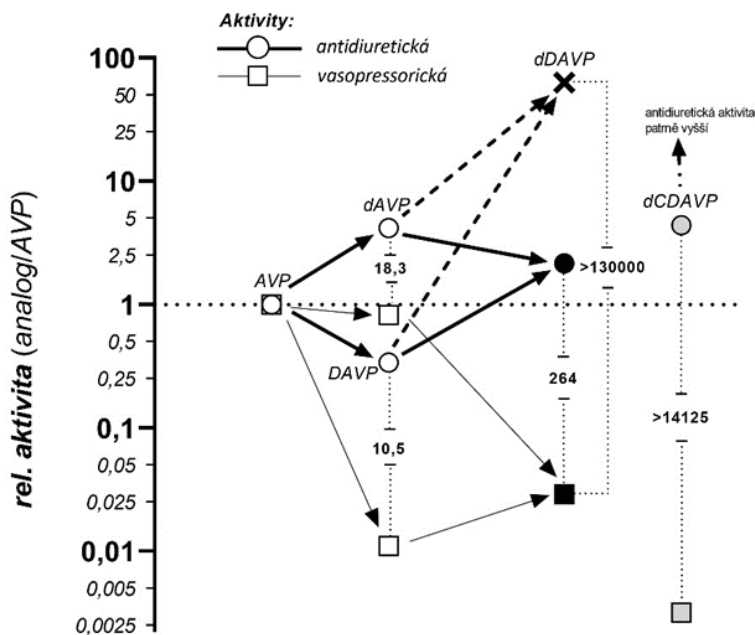 Aktivity:
antidiuretická
vasopressorická
rel. aktivita (analog/AVP)
100
50
25
10
5
2,5
1
0,5
0,25
0,1
0,05
0,025
0,01
0,005
0,0025
AVP
dAVP
18,3
DAVP
10,5
dDAVP
>130000
264
antidiuretická aktivita
patrně vyšší
dCDAVP
>14125